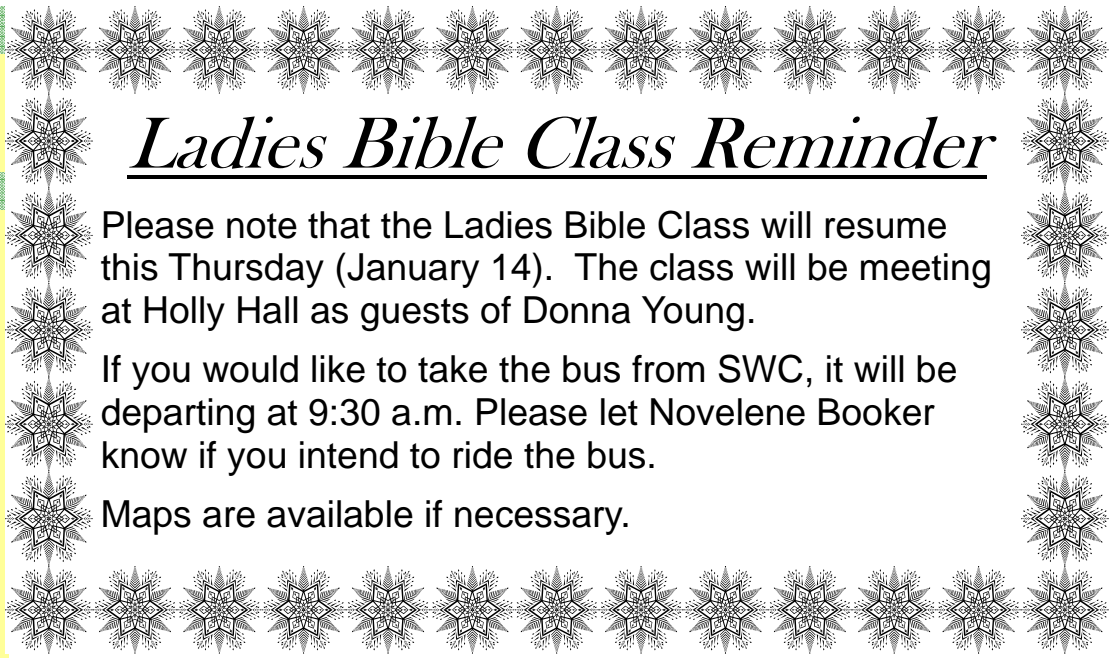 Ladies Bible Class Reminder
Please note that the Ladies Bible Class will resume
this Thursday (January 14).  The class will be meeting
at Holly Hall as guests of Donna Young.
If you would like to take the bus from SWC, it will be
departing at 9:30 a.m. Please let Novelene Booker
know if you intend to ride the bus.
Maps are available if necessary.